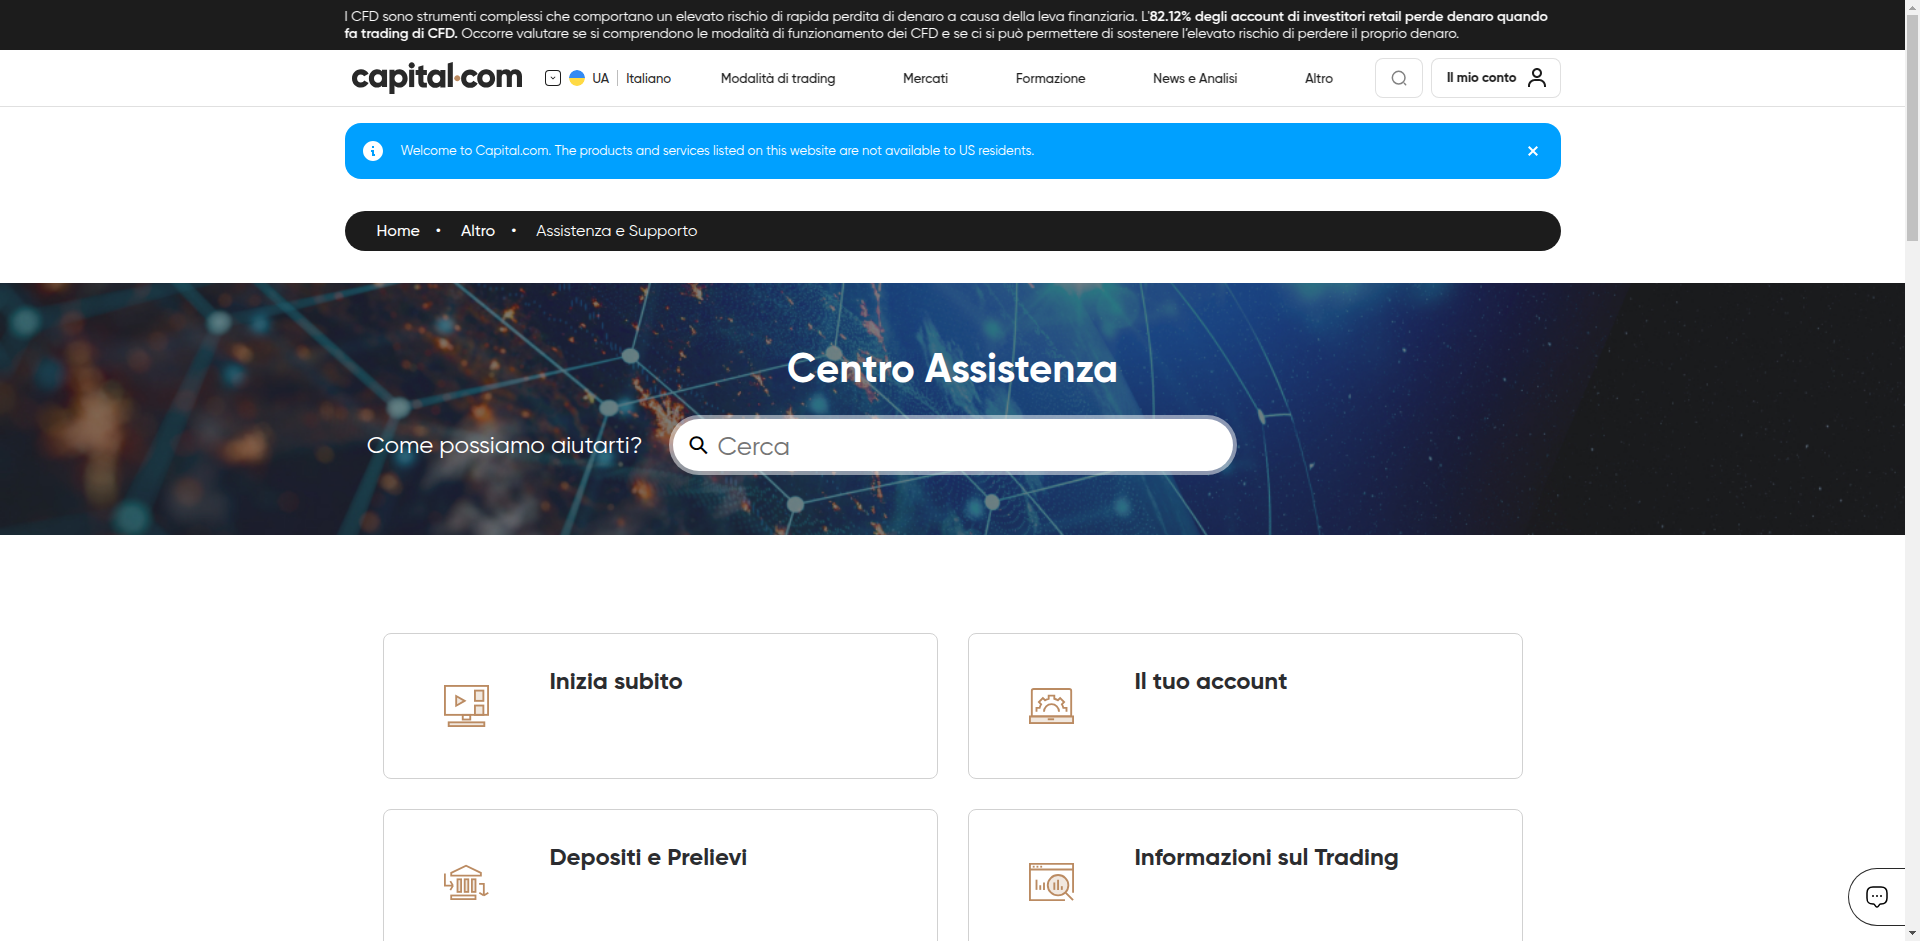 I CFD sono strumenti complessi che comportano un elevato rischio di rapida perdita di denaro a causa della leva finanziaria. L'82.12% degli account di investitori retail perde denaro quando
fa trading di CFD. Occorre valutare se si comprendono le modalità di funzionamento dei CFD e se ci si può permettere di sostenere l'elevato rischio di perdere il proprio denaro.
capital.com UA Italiano Modalità di trading Mercati Formazione News e Analisi Altro Il mio conto
Welcome to Capital.com. The products and services listed on this website are not available to US residents.
Home • Altro • Assistenza e Supporto
Centro Assistenza
Come possiamo aiutarti? Cerca
Inizia subito
Il tuo account
Depositi e Prelievi
Informazioni sul Trading